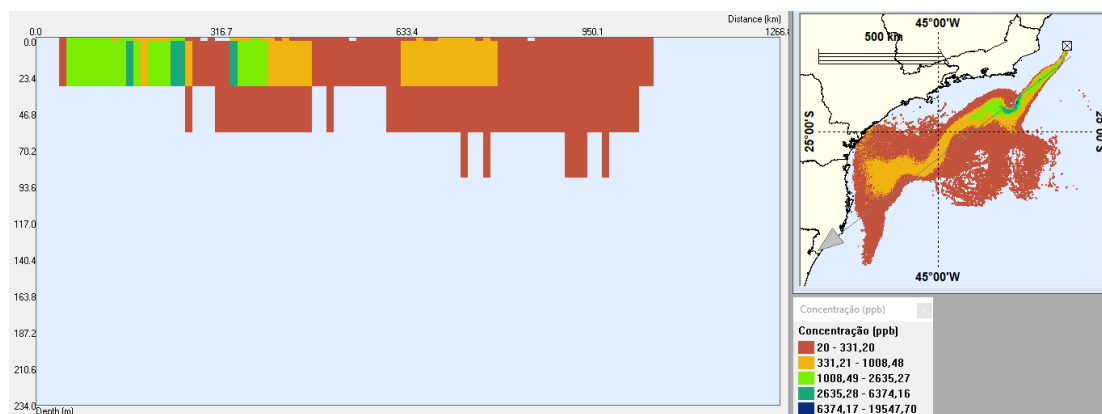 Distance (km)
0.0 316.7 633.4 950.1 1266.8
0.0
23.4
46.8
70.2
93.6
117.0
140.4
163.8
187.2
210.6
234.0
Depth (m)
45°00'W
500 km
25°00'S
25°00'S
45°00'W
Concentração (ppb)
Concentração (ppb)
20 - 331,20
331,21 - 1008,48
1008,49 - 2635,27
2635,28 - 6374,16
6374,17 - 19547,70